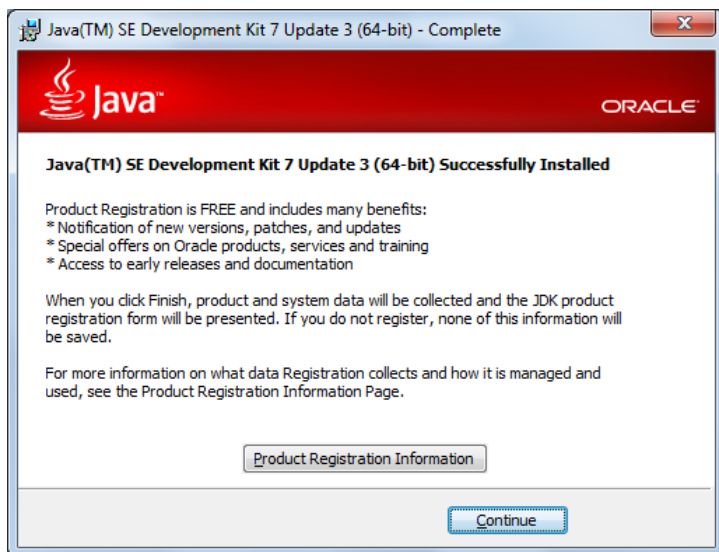 Java(TM) SE Development Kit 7 Update 3 (64-bit) - Complete
Java™
ORACLE
Java(TM) SE Development Kit 7 Update 3 (64-bit) Successfully Installed
Product Registration is FREE and includes many benefits:
* Notification of new versions, patches, and updates
* Special offers on Oracle products, services and training
* Access to early releases and documentation
When you click Finish, product and system data will be collected and the JDK product
registration form will be presented. If you do not register, none of this information will
be saved.
For more information on what data Registration collects and how it is managed and
used, see the Product Registration Information Page.
Product Registration Information
Continue